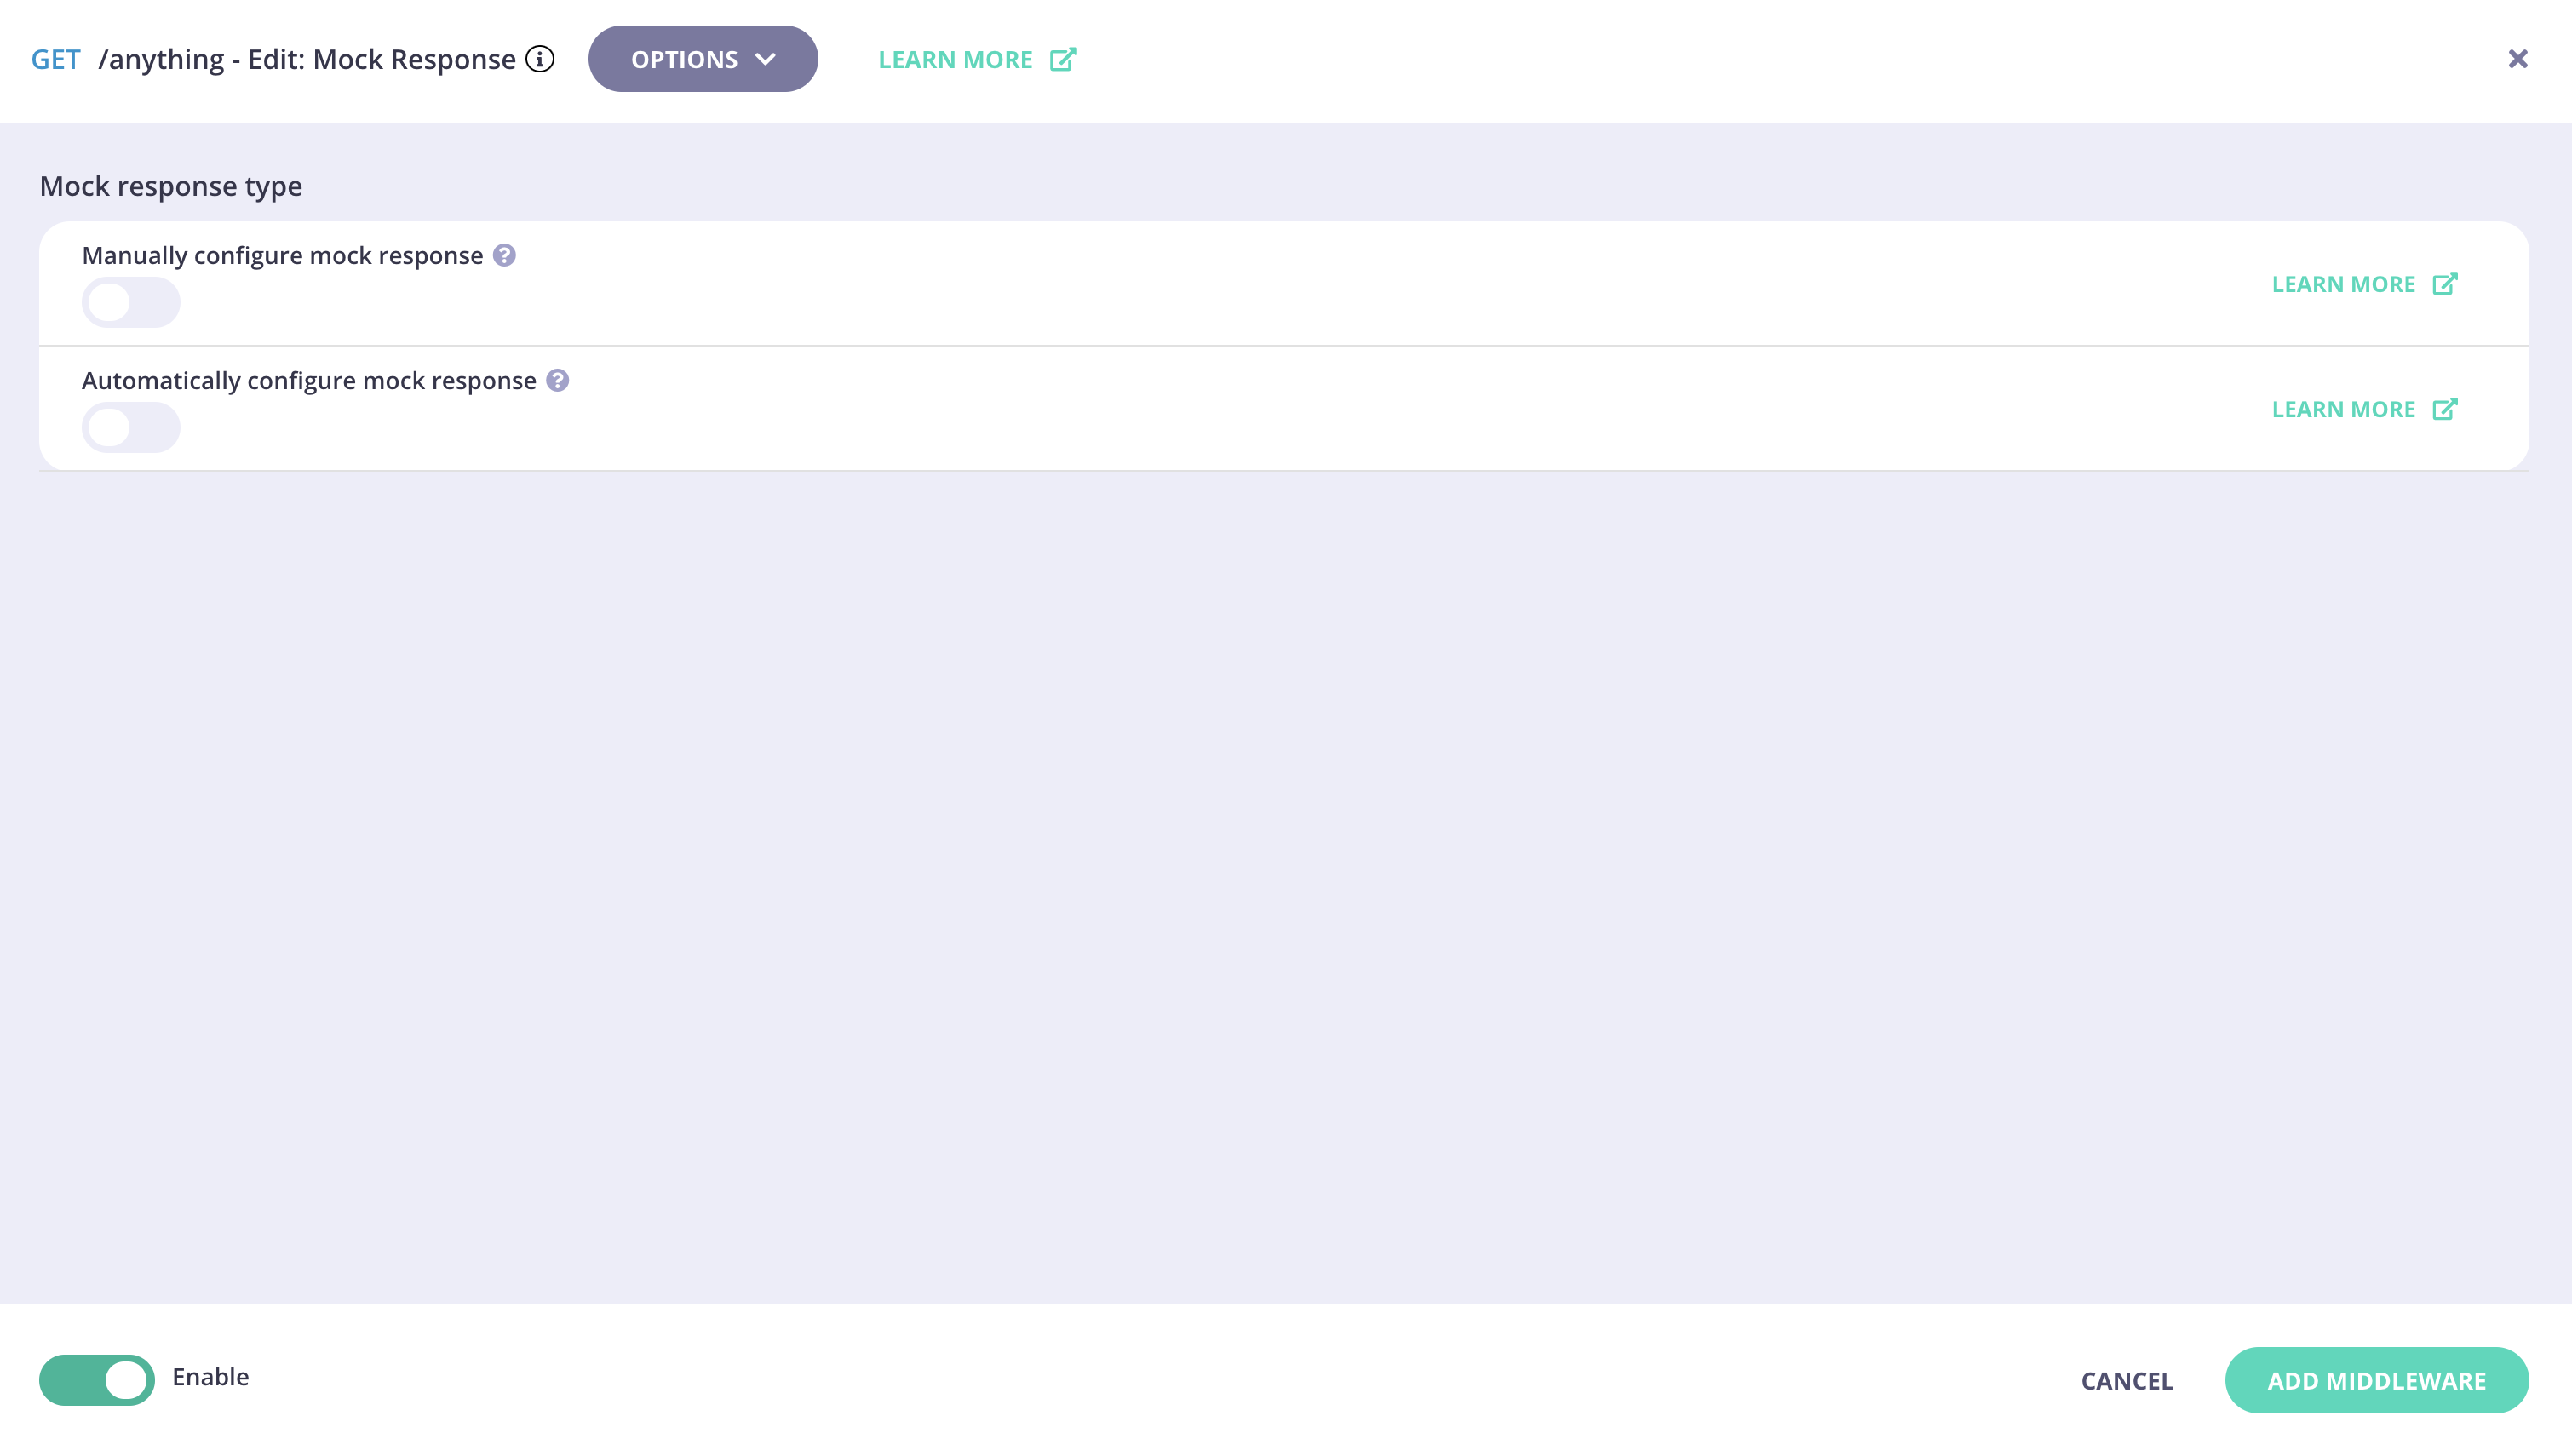 GET /anything - Edit: Mock Response OPTIONS LEARN MORE
Mock response type
Manually configure mock response
LEARN MORE
Automatically configure mock response
LEARN MORE
Enable CANCEL ADD MIDDLEWARE